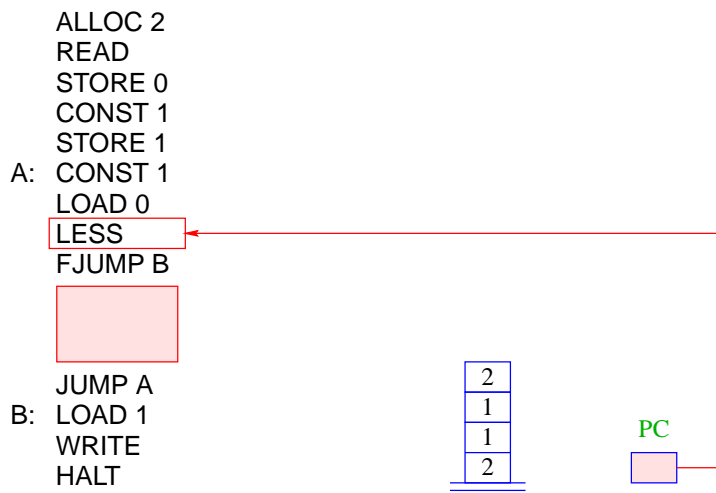 ALLOC 2
READ
STORE 0
CONST 1
STORE 1
A: CONST 1
LOAD 0
LESS
FJUMP B
JUMP A
B: LOAD 1
WRITE
HALT
2
1
1
2
PC